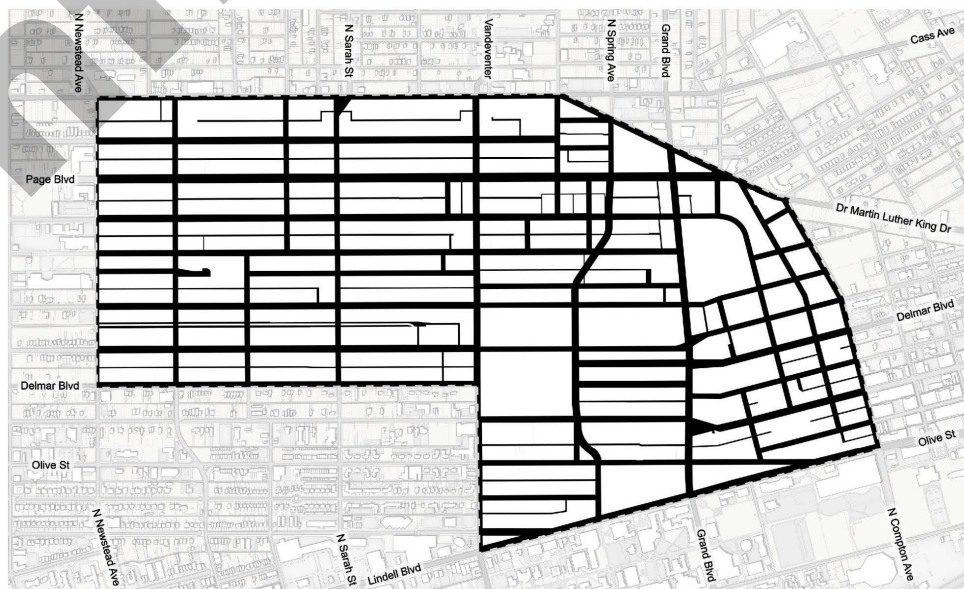 N Newstead Ave
N Sarah St
Vandeventer
N Spring Ave
Grand Blvd
Cass Ave
Page Blvd
Dr Martin Luther King Dr
Delmar Blvd
Delmar Blvd
Olive St
Olive St
N Newstead Ave
N Sarah St
Lindell Blvd
Grand Blvd
N Compton Ave